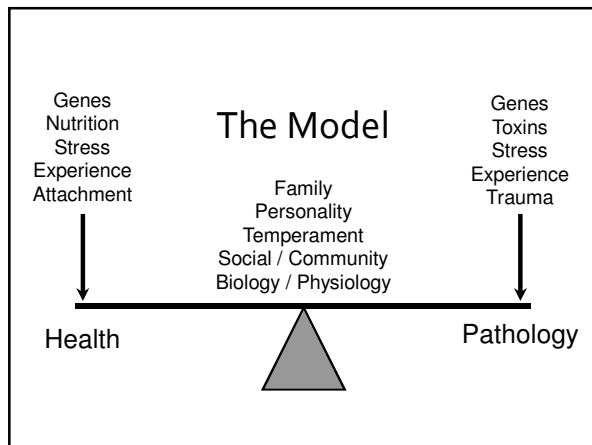 The Model
Genes
Nutrition
Stress
Experience
Attachment
Family
Personality
Temperament
Social / Community
Biology / Physiology
Genes
Toxins
Stress
Experience
Trauma
Health
Pathology